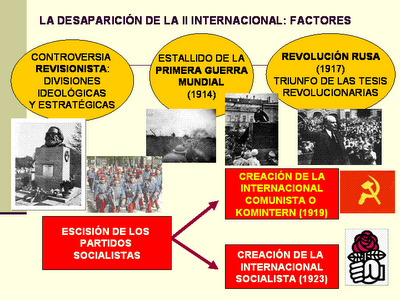 LA DESAPARICIÓN DE LA II INTERNACIONAL: FACTORES
CONTROVERSIA
REVISIONISTA:
DIVISIONES
IDEOLÓGICAS
Y ESTRATÉGICAS
ESTALLIDO DE LA
PRIMERA GUERRA
MUNDIAL
(1914)
REVOLUCIÓN RUSA
(1917)
TRIUNFO DE LAS TESIS
REVOLUCIONARIAS
ESCISIÓN DE LOS
PARTIDOS
SOCIALISTAS
CREACIÓN DE LA
INTERNACIONAL
COMUNISTA O
KOMINTERN (1919)
CREACIÓN DE LA
INTERNACIONAL
SOCIALISTA (1923)